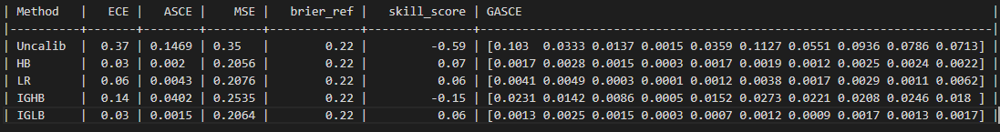 | Method   |  ECE |   ASCE |    MSE |   brier_ref |   skill_score | GASCE                                                                 |
|----------+------+--------+--------+-------------+---------------+-----------------------------------------------------------------------|
| Uncalib  | 0.37 | 0.1469 | 0.35   |        0.22 |         -0.59 | [0.103  0.0333 0.0137 0.0015 0.0359 0.1127 0.0551 0.0936 0.0786 0.0713] |
| HB       | 0.03 | 0.002  | 0.2056 |        0.22 |          0.07 | [0.0017 0.0028 0.0015 0.0003 0.0017 0.0019 0.0012 0.0025 0.0024 0.0022] |
| LR       | 0.06 | 0.0043 | 0.2076 |        0.22 |          0.06 | [0.0041 0.0049 0.0003 0.0001 0.0012 0.0038 0.0017 0.0029 0.0011 0.0062] |
| IGHB     | 0.14 | 0.0402 | 0.2535 |        0.22 |         -0.15 | [0.0231 0.0142 0.0086 0.0005 0.0152 0.0273 0.0221 0.0208 0.0246 0.018 ] |
| IGLB     | 0.03 | 0.0015 | 0.2064 |        0.22 |          0.06 | [0.0013 0.0025 0.0015 0.0003 0.0007 0.0012 0.0009 0.0017 0.0013 0.0017] |